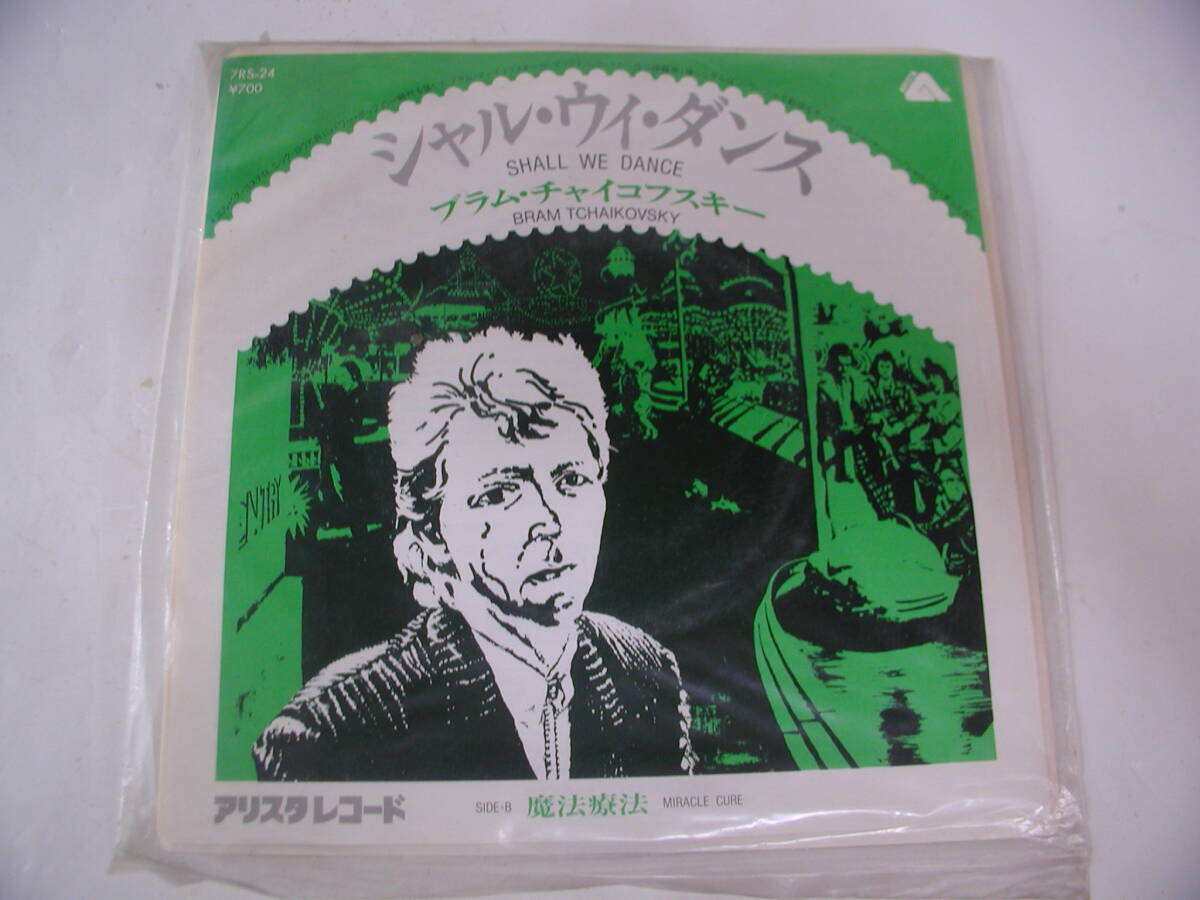 7RS-24
¥700
シャル・ウィ・ダンス
SHALL WE DANCE
ブラム・チャイコフスキー
BRAM TCHAIKOVSKY
NTRY
アリスタレコード
SIDE-B 魔法療法 MIRACLE CURE